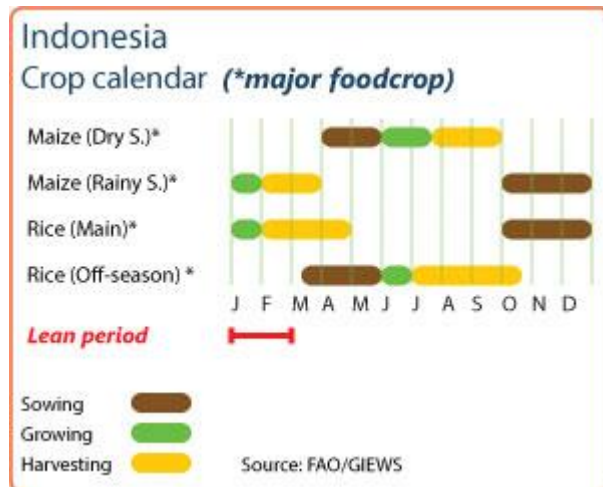 Indonesia
Crop calendar (*major foodcrop)
Maize (Dry S.)*
Maize (Rainy S.)*
Rice (Main)*
Rice (Off-season) *
J F M A M J J A S O N D
Lean period
Sowing
Growing
Harvesting Source: FAO/GIEWS